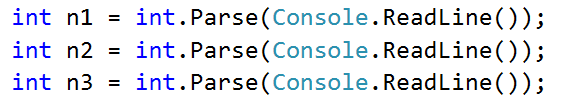 int n1 = int.Parse(Console.ReadLine());
int n2 = int.Parse(Console.ReadLine());
int n3 = int.Parse(Console.ReadLine());